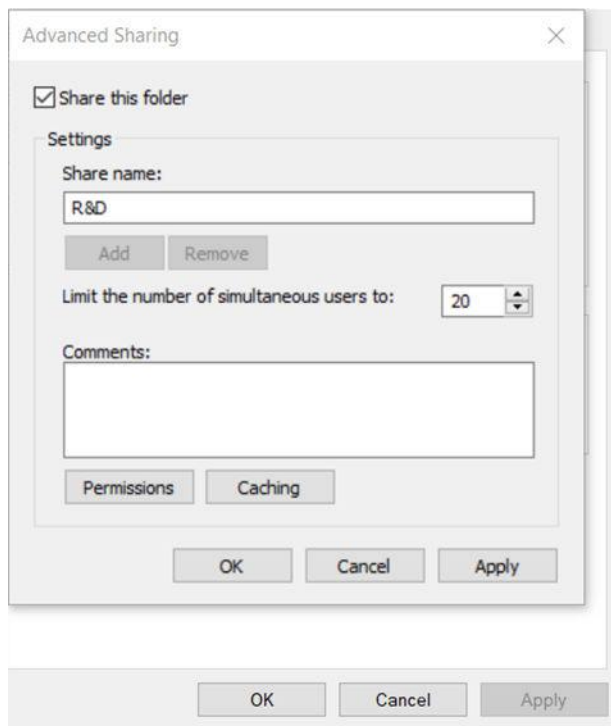 Advanced Sharing
Share this folder
Settings
Share name:
R&D
Add Remove
Limit the number of simultaneous users to: 20
Comments:
Permissions Caching
OK Cancel Apply
OK Cancel Apply